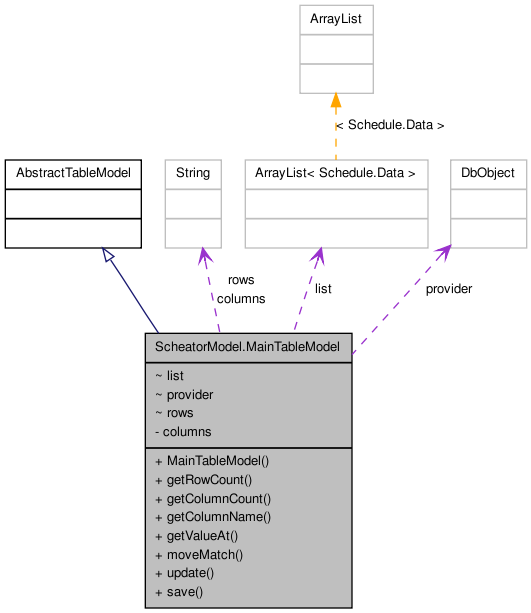 ArrayList
< Schedule.Data >
AbstractTableModel
String
ArrayList< Schedule.Data >
DbObject
rows
columns
list
provider
ScheatorModel.MainTableModel
~ list
~ provider
~ rows
- columns
+ MainTableModel()
+ getRowCount()
+ getColumnCount()
+ getColumnName()
+ getValueAt()
+ moveMatch()
+ update()
+ save()